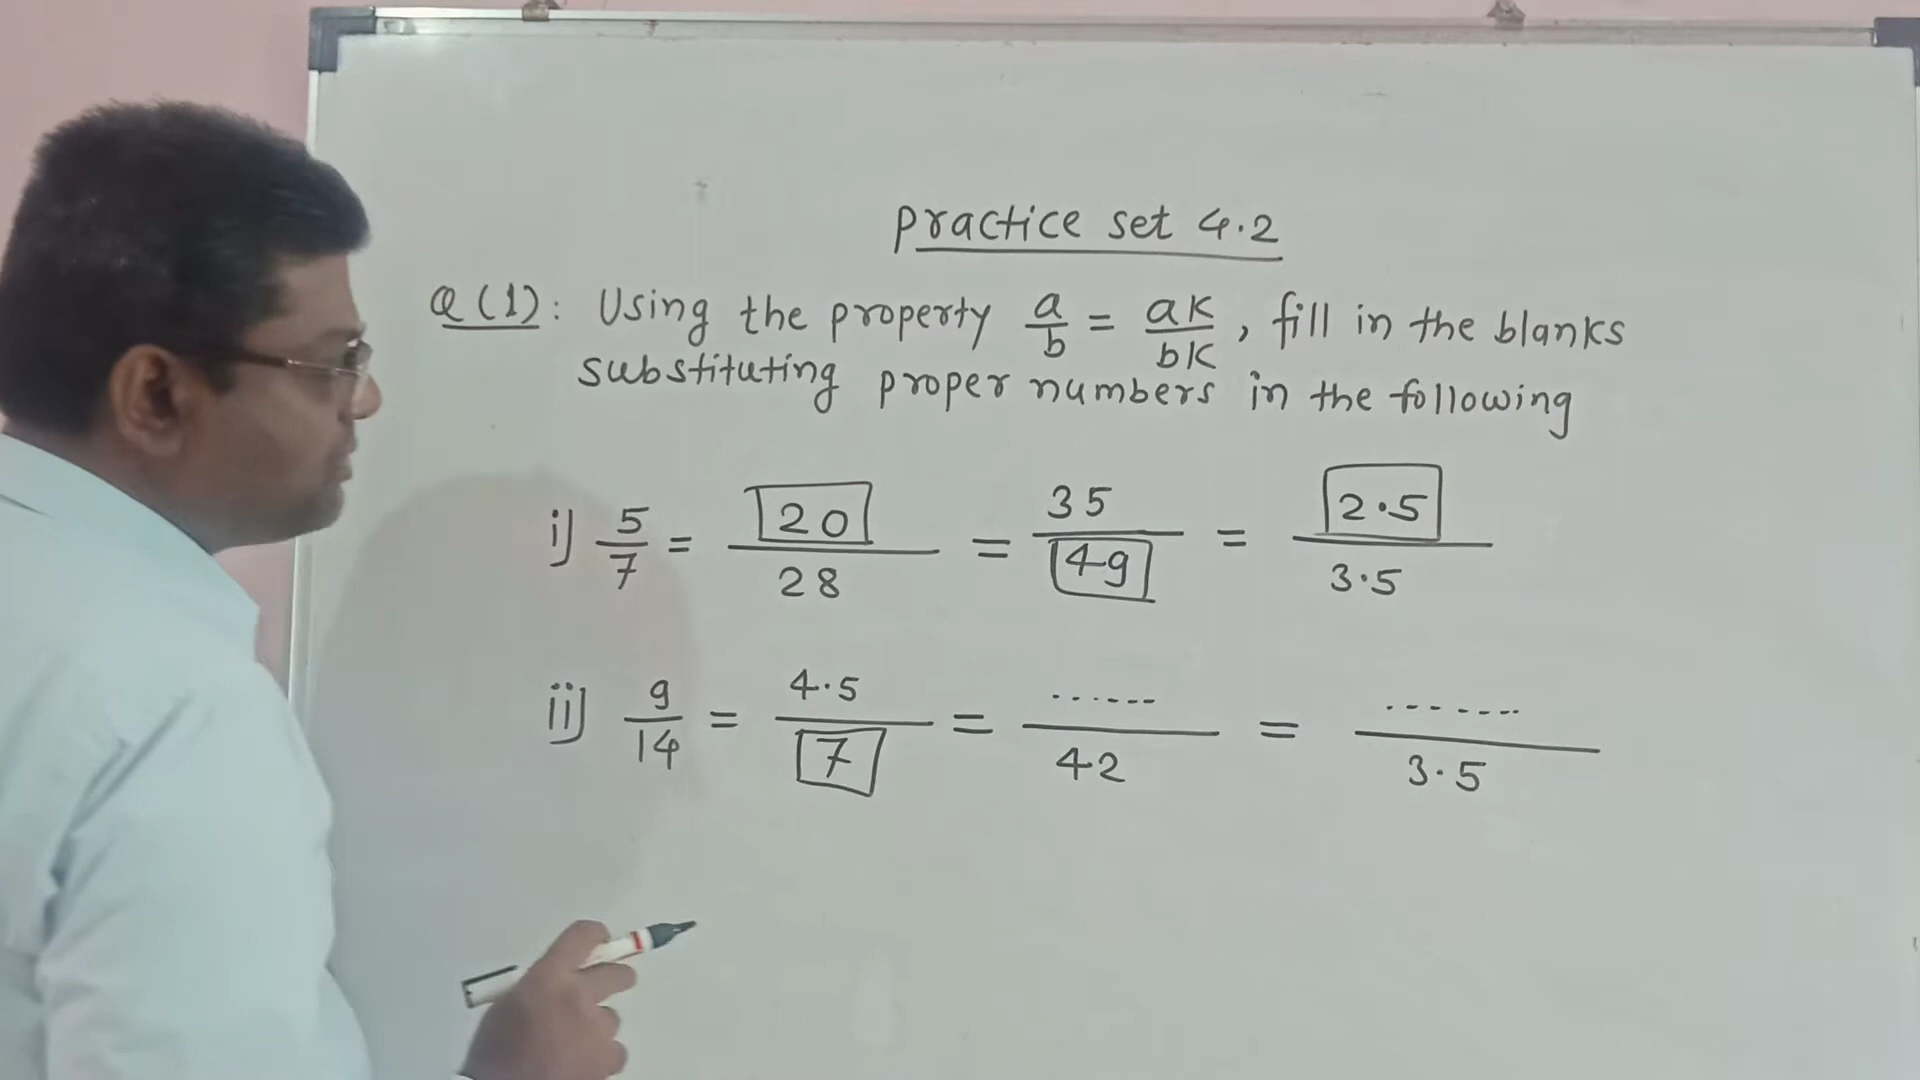 practice set 4.2
Q(1): Using the property a/b = aK/bK, fill in the blanks
substituting proper numbers in the following
i) 5/7 = 20/28 = 35/49 = 2.5/3.5
ii) 9/14 = 4.5/7 = ....../42 = ......./3.5